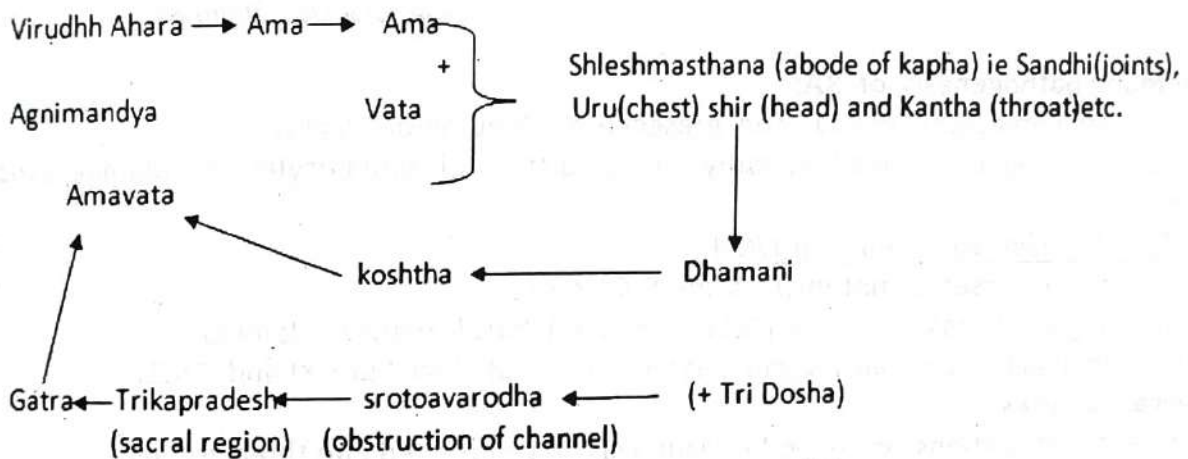 Virudhh Ahara → Ama → Ama
+
Shleshmasthana (abode of kapha) ie Sandhi(joints),
Agnimandya Vata Uru(chest) shir (head) and Kantha (throat)etc.
Amavata
koshtha ← Dhamani
Gatra ← Trikapradesh ← srotoavarodha ← (+ Tri Dosha)
(sacral region) (obstruction of channel)